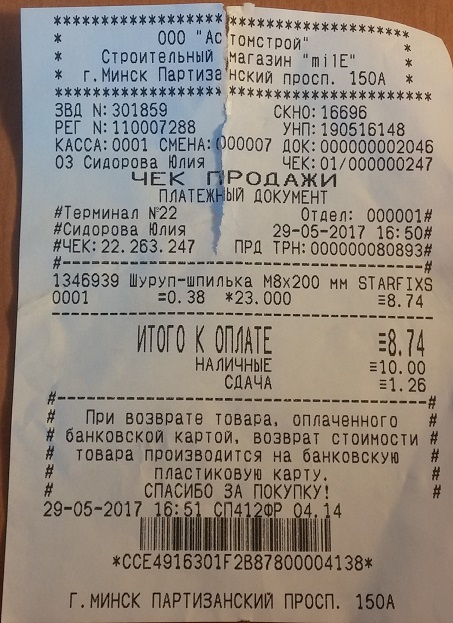 ************************************
* ООО "Астомстрой" *
* Строительный магазин "mile" *
* Г. Минск Партизанский просп. 150А *
************************************
ЗВД N: 301859 СКНО:16696
РЕГ N: 110007288 УНП:190516148
КАССА: 0001 СМЕНА: 000007 ДОК: 0000002046
03 Сидорова Юлия ЧЕК:01/000000247
ЧЕК ПРОДАЖИ
ПЛАТЕЖНЫЙ ДОКУМЕНТ
#Терминал №22 Отдел: 000001#
#Сидорова Юлия 29-05-2017 16:50#
#ЧЕК: 22.263.247 ПРД ТРН: 0000080893#
#--------------------------------------#
1346939 Шуруп-шпилька М8х200 мм STARFIXS
0001 =0.38 *23.000 =8.74
----------------------------------------
ИТОГО К ОПЛАТЕ =8.74
НАЛИЧНЫЕ =10.00
СДАЧА =1.26
#--------------------------------------#
# При возврате товара, оплаченного #
# банковской картой, возврат стоимости #
# товара производится на банковскую #
# пластиковую карту. #
# СПАСИБО ЗА ПОКУПКУ! #
29-05-2017 16:51 СП412ФР 04.14
*CCE4916301F2B87800004138*
Г.МИНСК ПАРТИЗАНСКИЙ ПРОСП. 150А